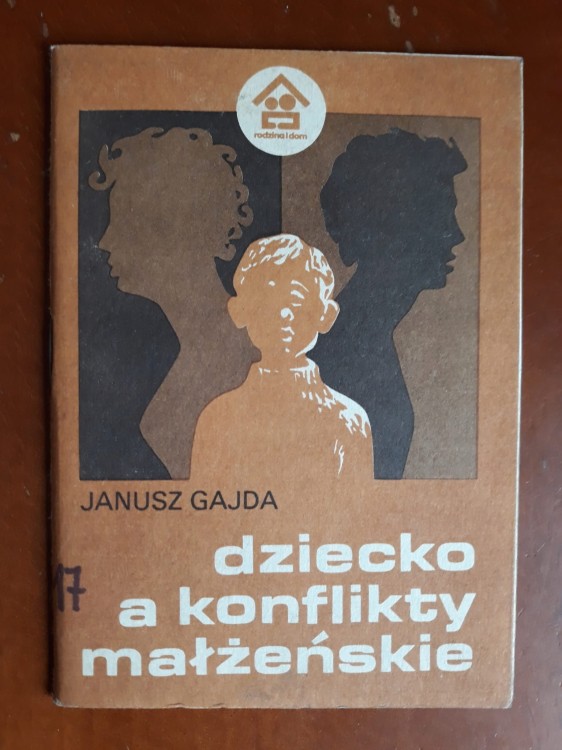 rodzina i dom
JANUSZ GAJDA
dziecko
a konflikty
małżeńskie
17